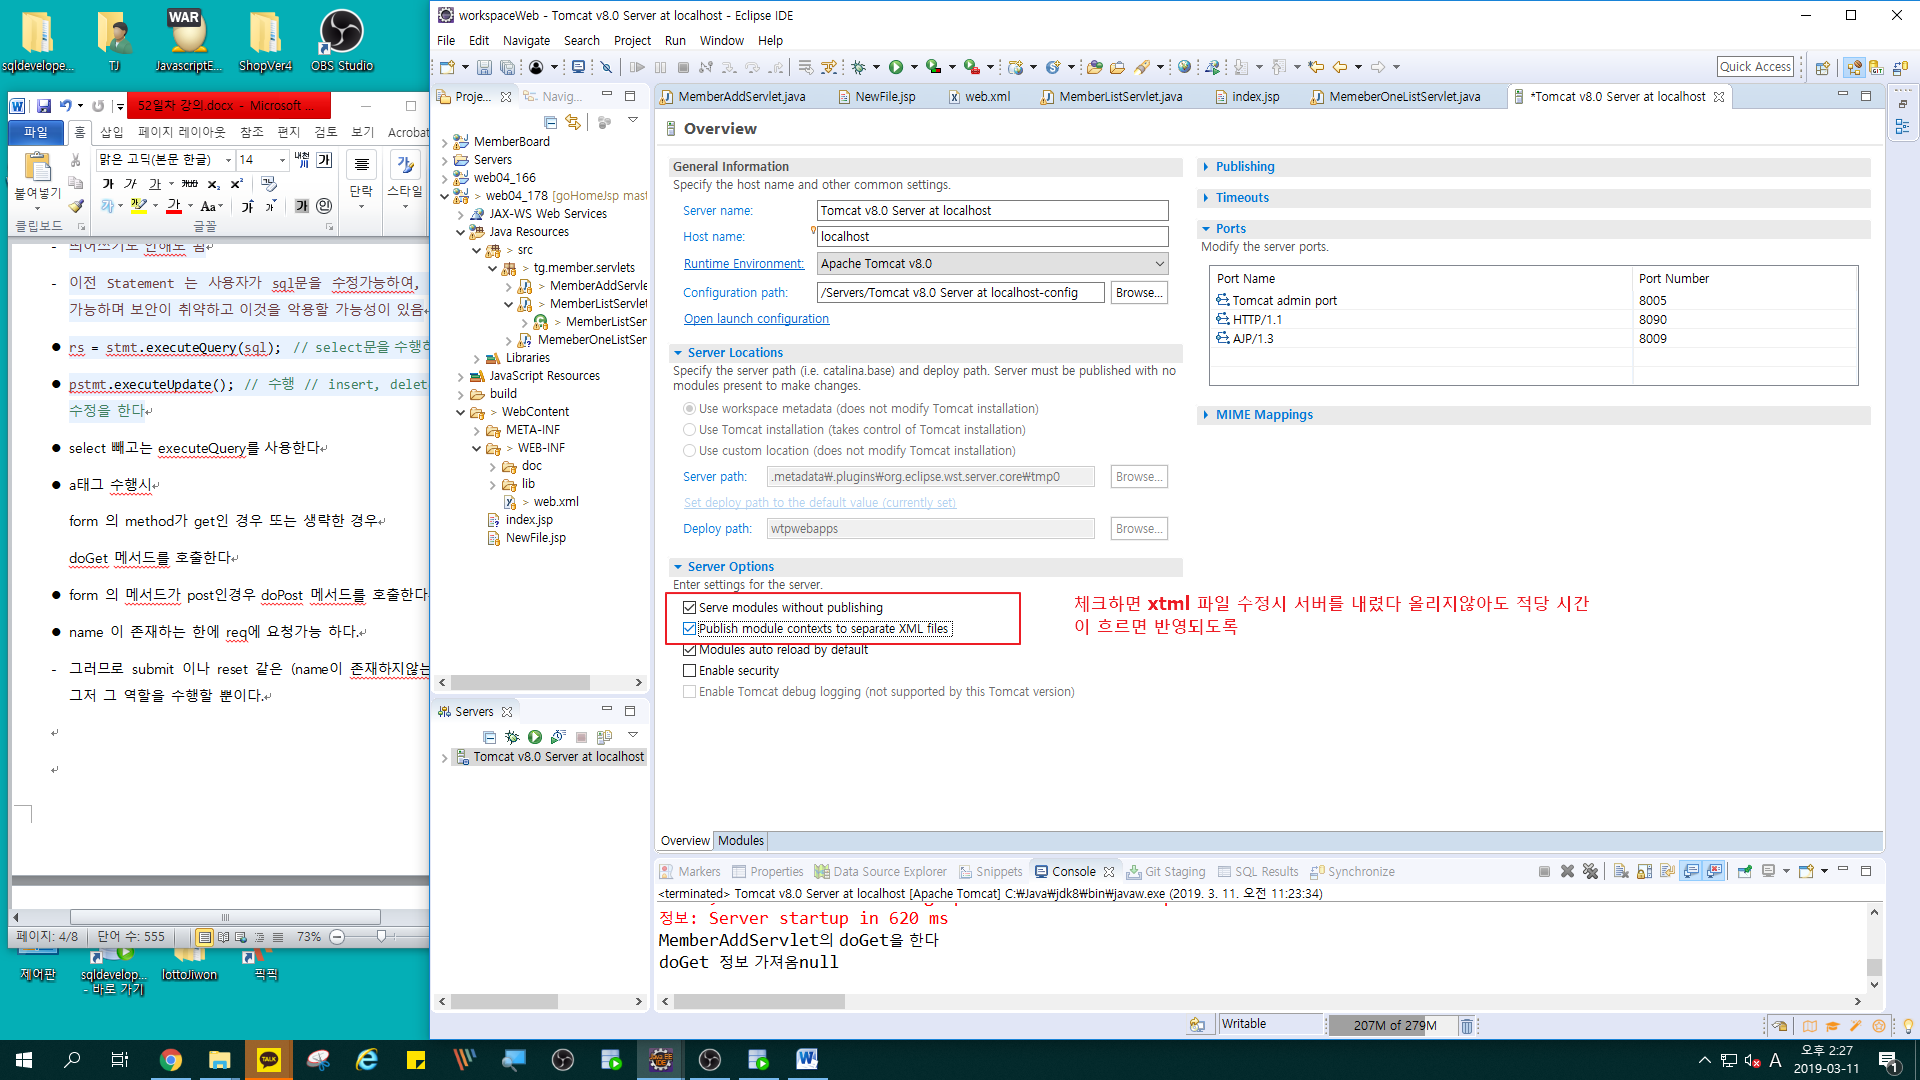 sqldevelope...
TJ
JavascriptE...
ShopVer4
OBS Studio
WAR
52일차 강의.docx - Microsoft ...
파일
홈
삽입
페이지 레이아웃
참조
편지
검토
보기
Acrobat
붙여넣기
맑은 고딕(본문 한글)
14
단락
스타일
클립보드
글꼴
- 띄어쓰기도 안해도 됨
- 이전 Statement 는 사용자가 sql문을 수정가능하여,
가능하며 보안이 취약하고 이것을 악용할 가능성이 있음
● rs = stmt.executeQuery(sql); // select문을 수행하
● pstmt.executeUpdate(); // 수행 // insert, delet
수정을 한다
● select 빼고는 executeQuery를 사용한다
● a태그 수행시
form 의 method가 get인 경우 또는 생략한 경우
doGet 메서드를 호출한다
● form 의 메서드가 post인경우 doPost 메서드를 호출한다
● name 이 존재하는 한에 req에 요청가능 하다.
- 그러므로 submit 이나 reset 같은 (name이 존재하지않는
그저 그 역할을 수행할 뿐이다.
페이지: 4/8
단어 수: 555
73%
제어판
sqldevelop... - 바로 가기
lottoJiwon
픽픽
workspaceWeb - Tomcat v8.0 Server at localhost - Eclipse IDE
File Edit Navigate Search Project Run Window Help
Quick Access
Proje...
Navig...
MemberBoard
Servers
web04_166
> web04_178 [goHomeJsp mast
JAX-WS Web Services
Java Resources
> src
> tg.member.servlets
> MemberAddServle
> MemberListServlet
> MemberListSer
> MemeberOneListSer
Libraries
JavaScript Resources
build
> WebContent
META-INF
> WEB-INF
doc
lib
> web.xml
index.jsp
NewFile.jsp
Servers
Tomcat v8.0 Server at localhost
MemberAddServlet.java
NewFile.jsp
web.xml
MemberListServlet.java
index.jsp
MemeberOneListServlet.java
*Tomcat v8.0 Server at localhost
Overview
General Information
Specify the host name and other common settings.
Server name: Tomcat v8.0 Server at localhost
Host name: localhost
Runtime Environment: Apache Tomcat v8.0
Configuration path: /Servers/Tomcat v8.0 Server at localhost-config Browse...
Open launch configuration
Server Locations
Specify the server path (i.e. catalina.base) and deploy path. Server must be published with no
modules present to make changes.
Use workspace metadata (does not modify Tomcat installation)
Use Tomcat installation (takes control of Tomcat installation)
Use custom location (does not modify Tomcat installation)
Server path: .metadata₩.plugins₩org.eclipse.wst.server.core₩tmp0 Browse...
Set deploy path to the default value (currently set)
Deploy path: wtpwebapps Browse...
Server Options
Enter settings for the server.
Serve modules without publishing
Publish module contexts to separate XML files
Modules auto reload by default
Enable security
Enable Tomcat debug logging (not supported by this Tomcat version)
체크하면 xtml 파일 수정시 서버를 내렸다 올리지않아도 적당 시간
이 흐르면 반영되도록
Publishing
Timeouts
Ports
Modify the server ports.
Port Name Port Number
Tomcat admin port 8005
HTTP/1.1 8090
AJP/1.3 8009
MIME Mappings
Overview Modules
Markers Properties Data Source Explorer Snippets Console Git Staging SQL Results Synchronize
<terminated> Tomcat v8.0 Server at localhost [Apache Tomcat] C:₩Java₩jdk8₩bin₩javaw.exe (2019. 3. 11. 오전 11:23:34)
정보: Server startup in 620 ms
MemberAddServlet의 doGet을 한다
doGet 정보 가져옴null
Writable
207M of 279M
TALK
A
오후 2:27
2019-03-11
1